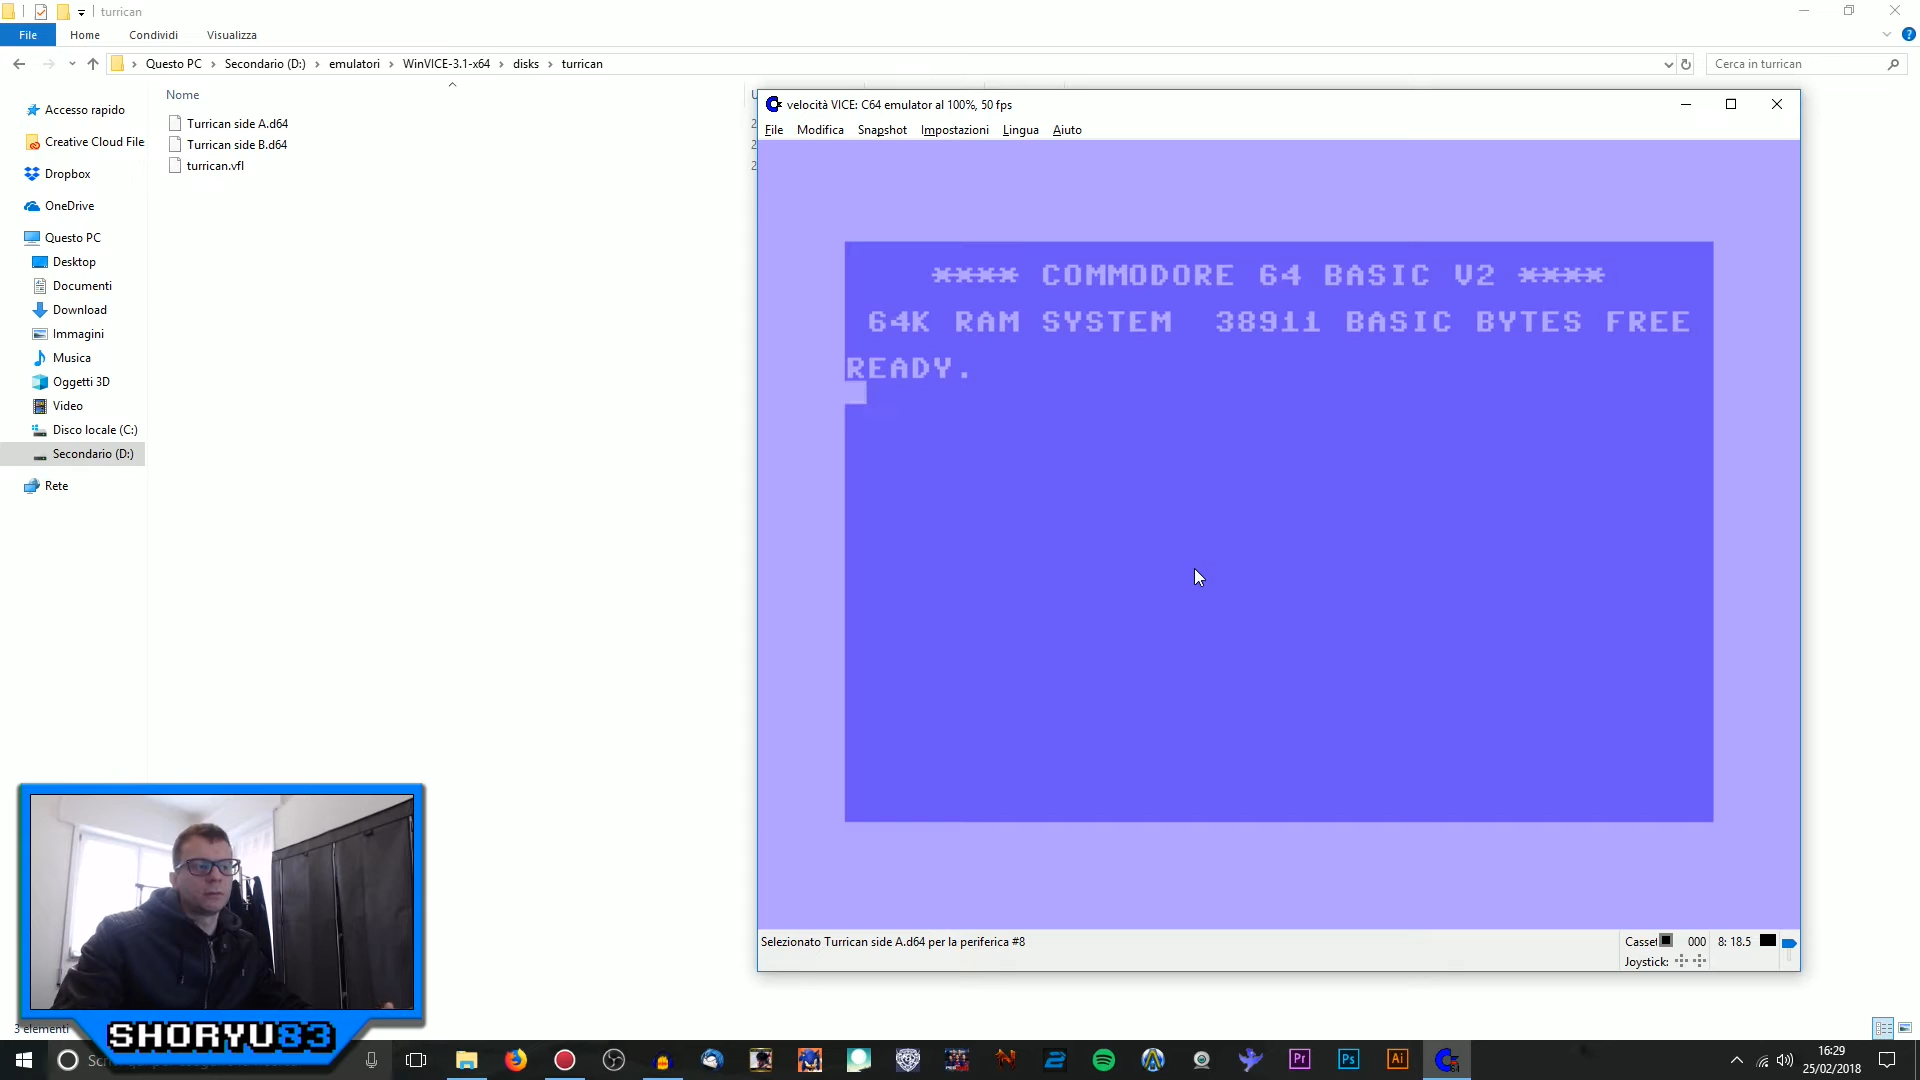 turrican
File Home Condividi Visualizza
Questo PC Secondario (D:) emulatori WinVICE-3.1-x64 disks turrican
Cerca in turrican
Nome
Turrican side A.d64
Turrican side B.d64
turrican.vfl
Accesso rapido
Creative Cloud File
Dropbox
OneDrive
Questo PC
Desktop
Documenti
Download
Immagini
Musica
Oggetti 3D
Video
Disco locale (C:)
Secondario (D:)
Rete
3 elementi
velocità VICE: C64 emulator al 100%, 50 fps
File Modifica Snapshot Impostazioni Lingua Aiuto
**** COMMODORE 64 BASIC V2 ****
64K RAM SYSTEM 38911 BASIC BYTES FREE
READY.
Selezionato Turrican side A.d64 per la periferica #8
Casset 000 8: 18.5
Joystick:
SHORYU83
Pr Ps Ai
16:29
25/02/2018